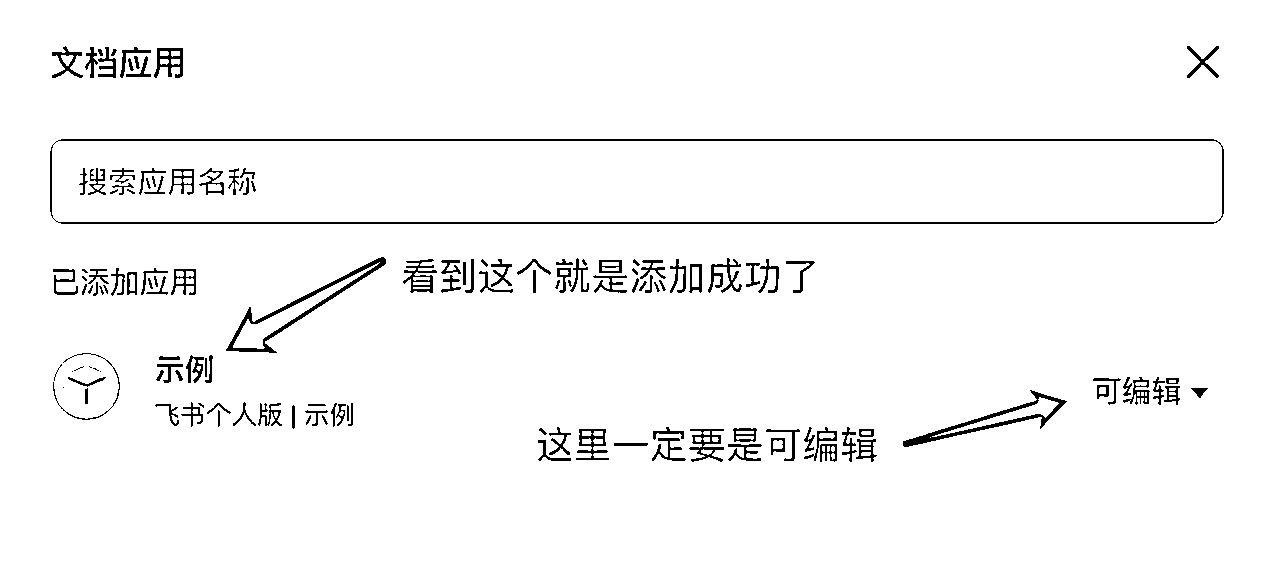 文档应用
搜索应用名称
已添加应用
看到这个就是添加成功了
示例
飞书个人版 | 示例
可编辑
这里一定要是可编辑